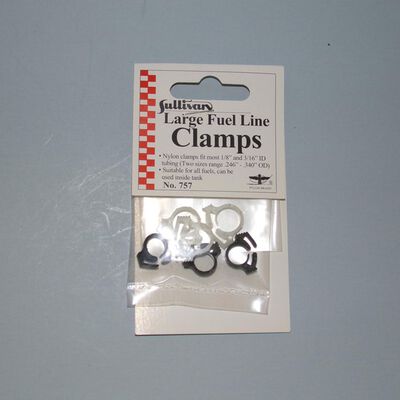 Sullivan
Large Fuel Line
Clamps
• Nylon clamps fit most 1/8" and 3/16" ID
tubing (Two sizes range .246" - .340" OD)
• Suitable for all fuels, can be
used inside tank
No. 757